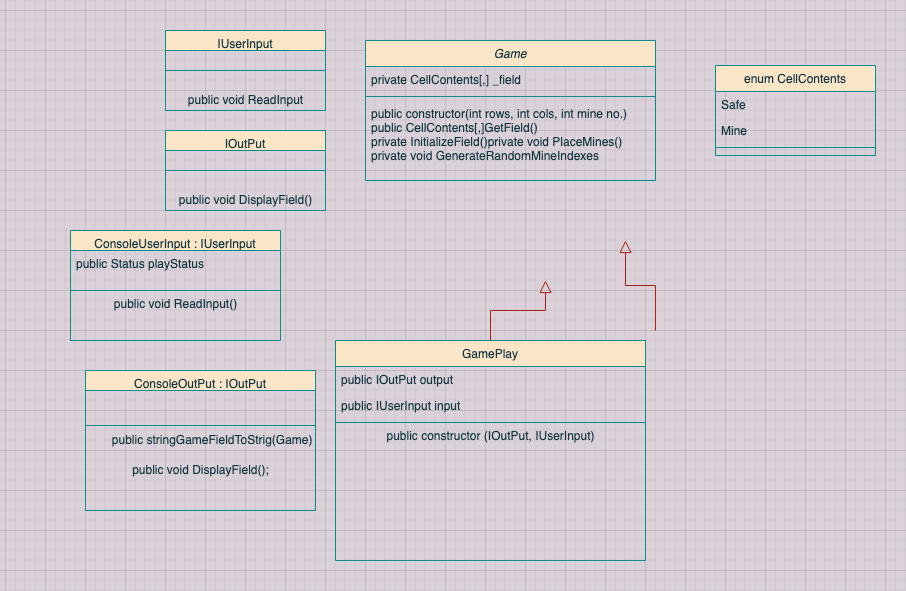 IUserInput
public void ReadInput
IOutPut
public void DisplayField()
Game
private CellContents[,] _field
public constructor(int rows, int cols, int mine no.)
public CellContents[,]GetField()
private InitializeField()private void PlaceMines()
private void GenerateRandomMineIndexes
enum CellContents
Safe
Mine
ConsoleUserInput : IUserInput
public Status playStatus
public void ReadInput()
ConsoleOutPut : IOutPut
public stringGameFieldToStrig(Game)
public void DisplayField();
GamePlay
public IOutPut output
public IUserInput input
public constructor (IOutPut, IUserInput)